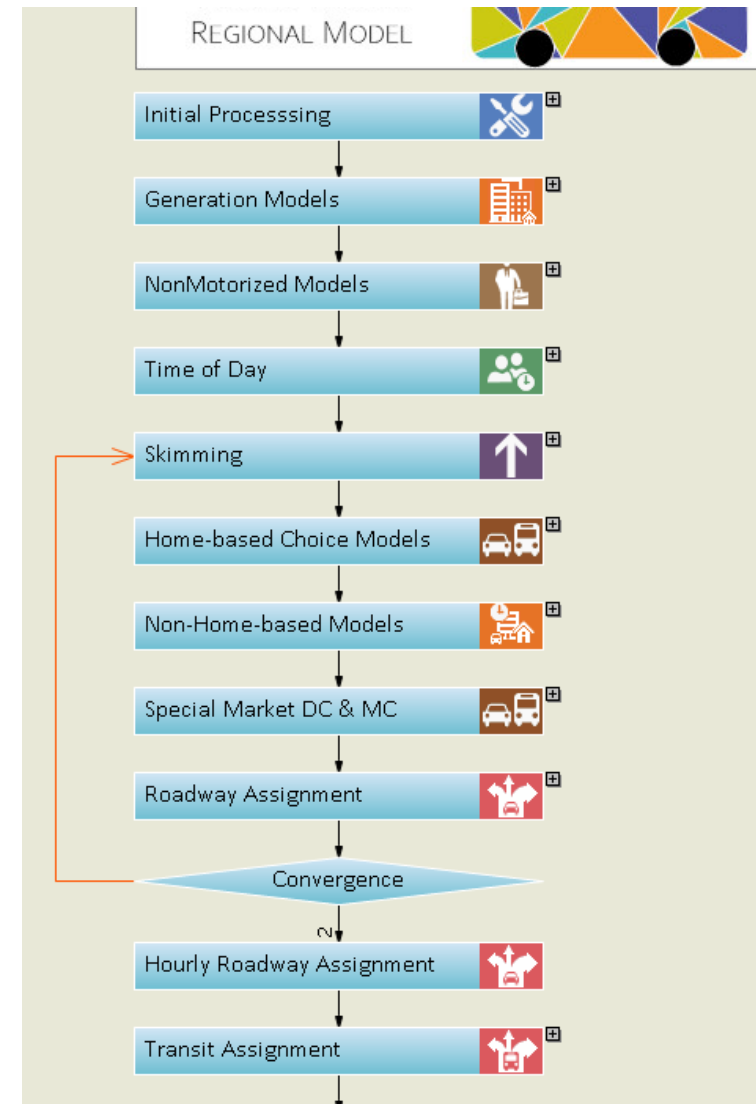 REGIONAL MODEL
Initial Processsing
Generation Models
NonMotorized Models
Time of Day
Skimming
Home-based Choice Models
Non-Home-based Models
Special Market DC & MC
Roadway Assignment
Convergence
2
Hourly Roadway Assignment
Transit Assignment